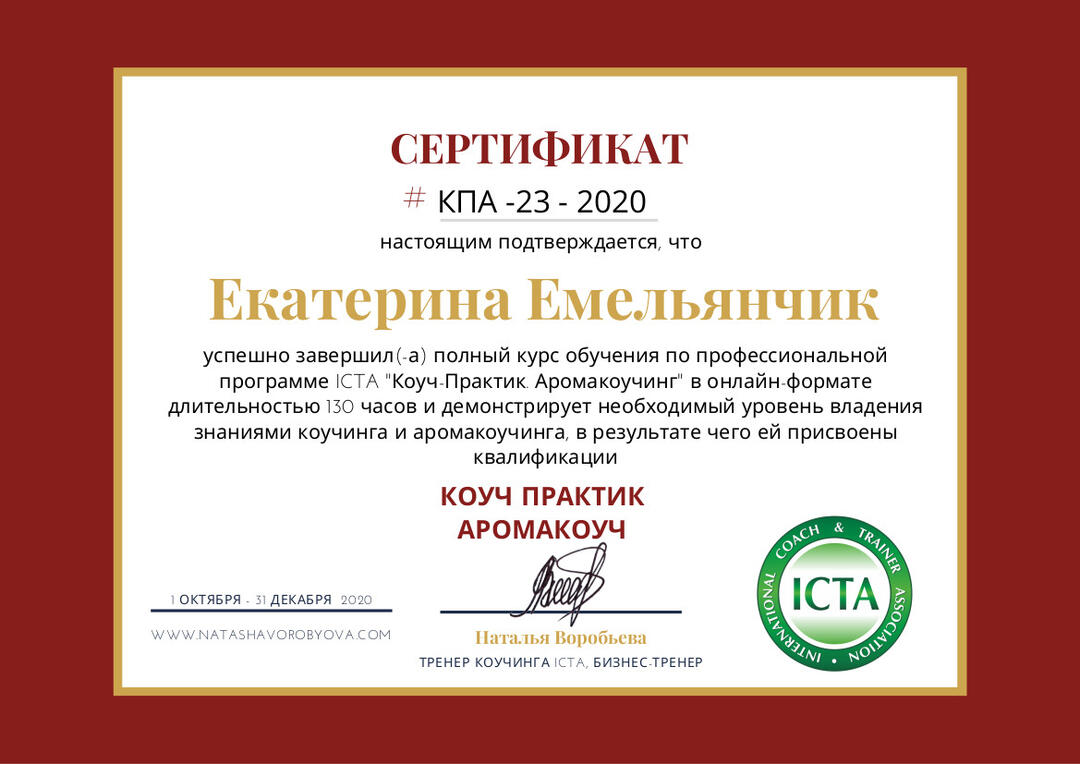 СЕРТИФИКАТ
# КПА -23 - 2020
настоящим подтверждается, что
Екатерина Емельянчик
успешно завершил(-а) полный курс обучения по профессиональной
программе ICTA "Коуч-Практик. Аромакоучинг" в онлайн-формате
длительностью 130 часов и демонстрирует необходимый уровень владения
знаниями коучинга и аромакоучинга, в результате чего ей присвоены
квалификации
КОУЧ ПРАКТИК
АРОМАКОУЧ
1 ОКТЯБРЯ - 31 ДЕКАБРЯ 2020
WWW.NATASHAVOROBYOVA.COM
Наталья Воробьева
ТРЕНЕР КОУЧИНГА ICTA, БИЗНЕС-ТРЕНЕР
INTERNATIONAL COACH & TRAINER ASSOCIATION •
ICTA